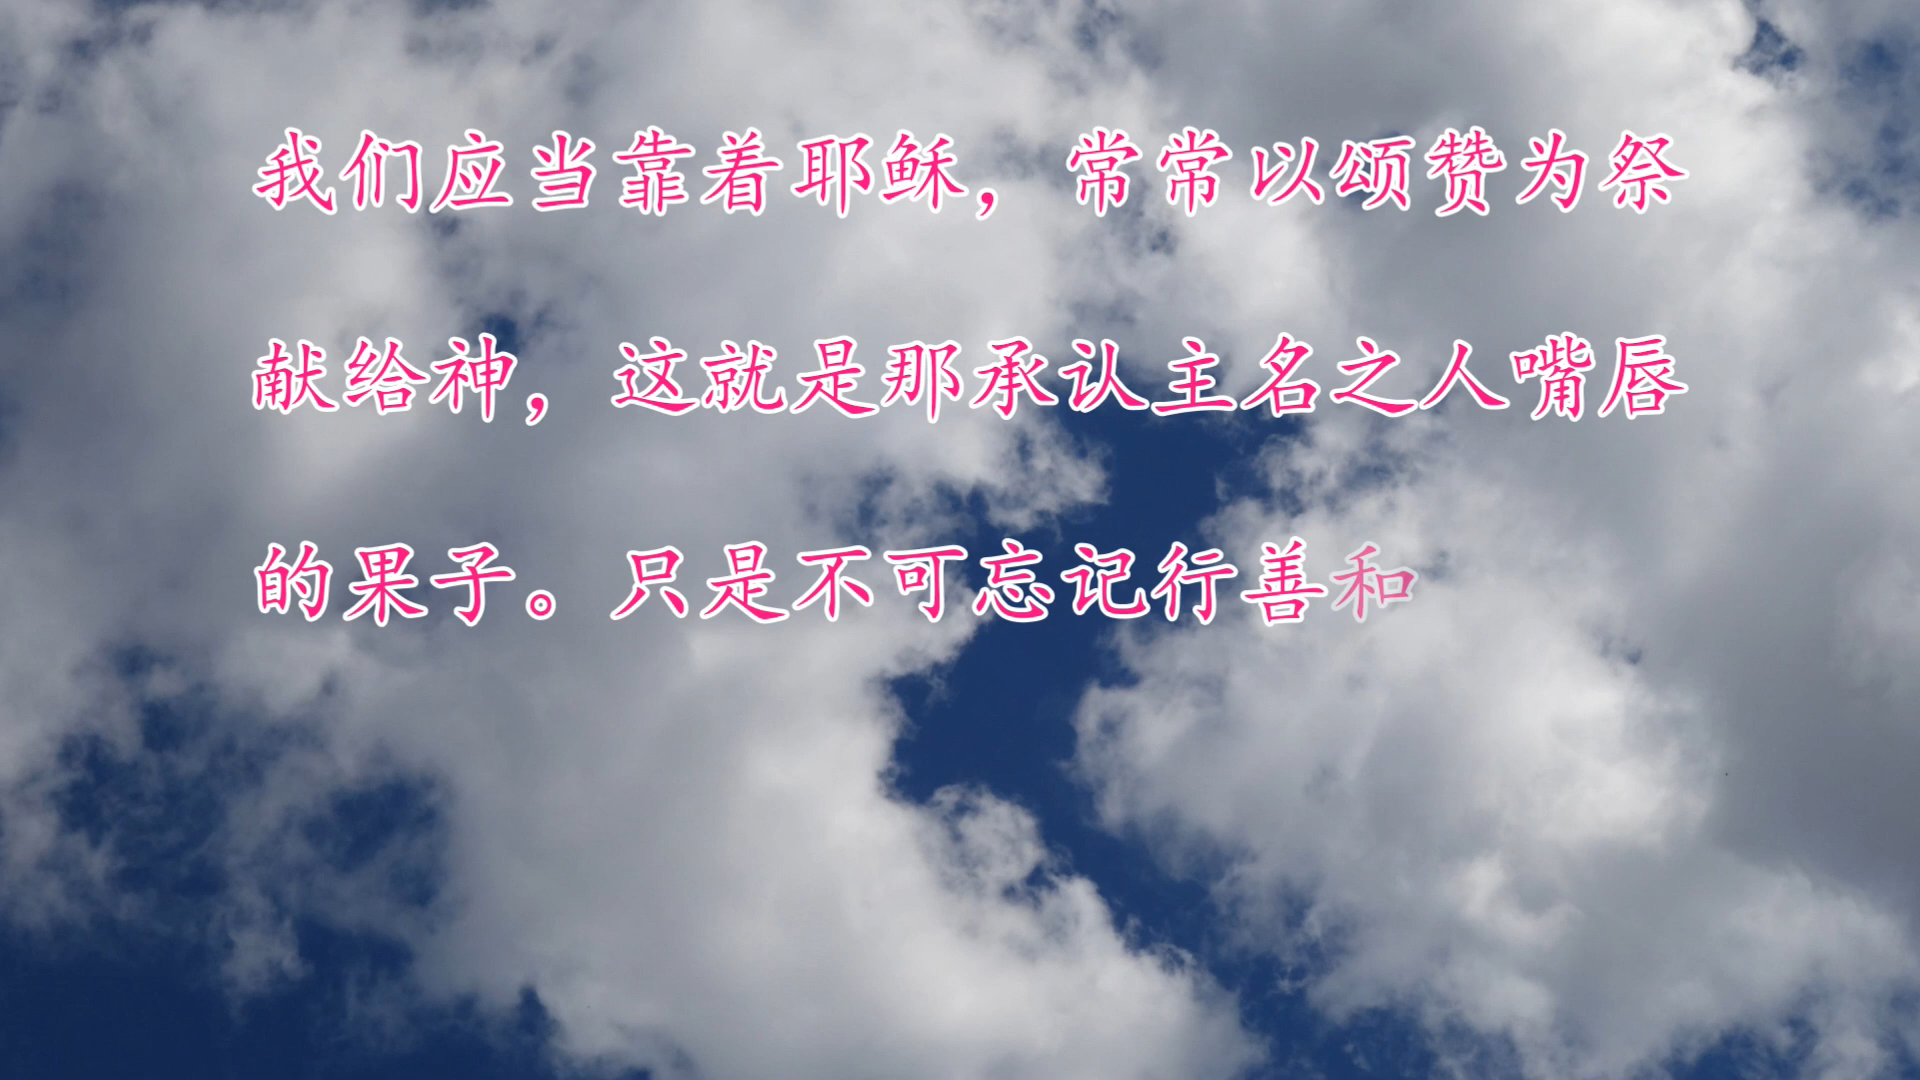 我们应当靠着耶稣，常常以颂赞为祭
献给神，这就是那承认主名之人嘴唇
的果子。只是不可忘记行善和